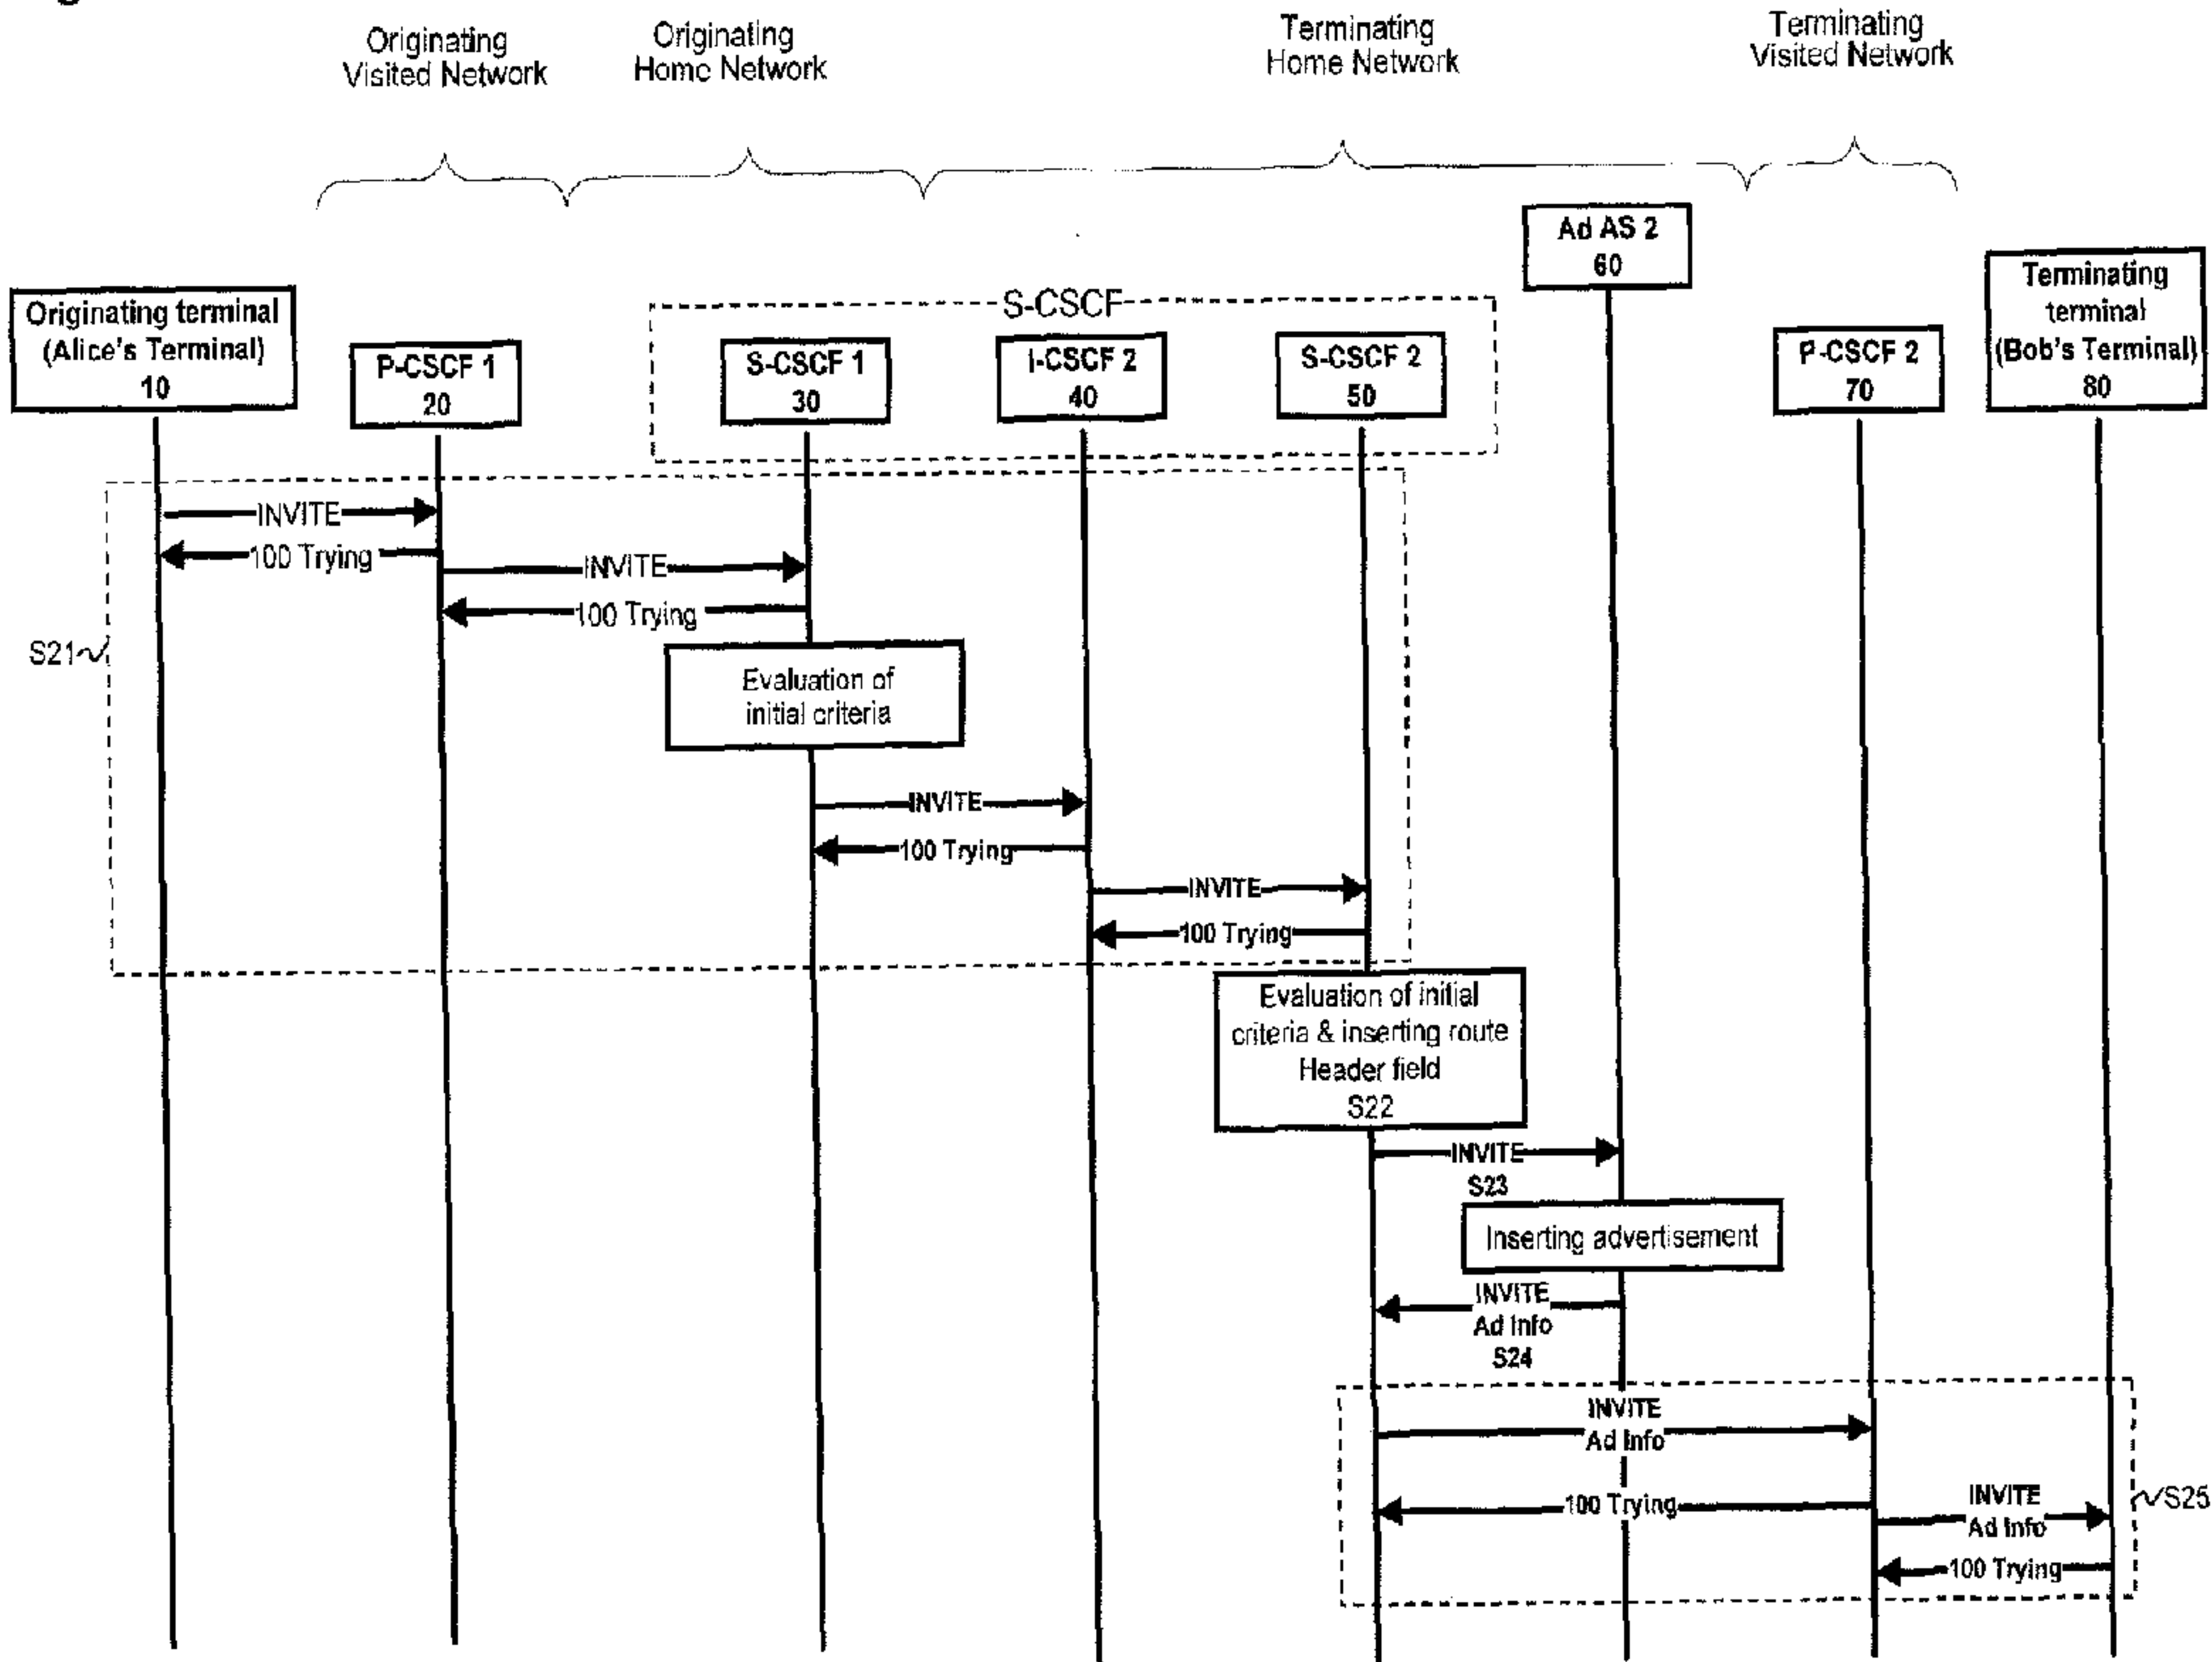 Originating
Visited Network
Originating
Home Network
Terminating
Home Network
Terminating
Visited Network
Ad AS 2
60
Originating terminal
(Alice's Terminal)
10
P-CSCF 1
20
S-CSCF
S-CSCF 1
30
I-CSCF 2
40
S-CSCF 2
50
P-CSCF 2
70
Terminating
terminal
(Bob's Terminal)
80
INVITE
100 Trying
INVITE
100 Trying
S21
Evaluation of
initial criteria
INVITE
100 Trying
INVITE
100 Trying
Evaluation of initial
criteria & inserting route
Header field
S22
INVITE
S23
Inserting advertisement
INVITE
Ad Info
S24
INVITE
Ad Info
100 Trying
INVITE
Ad Info
S25
100 Trying